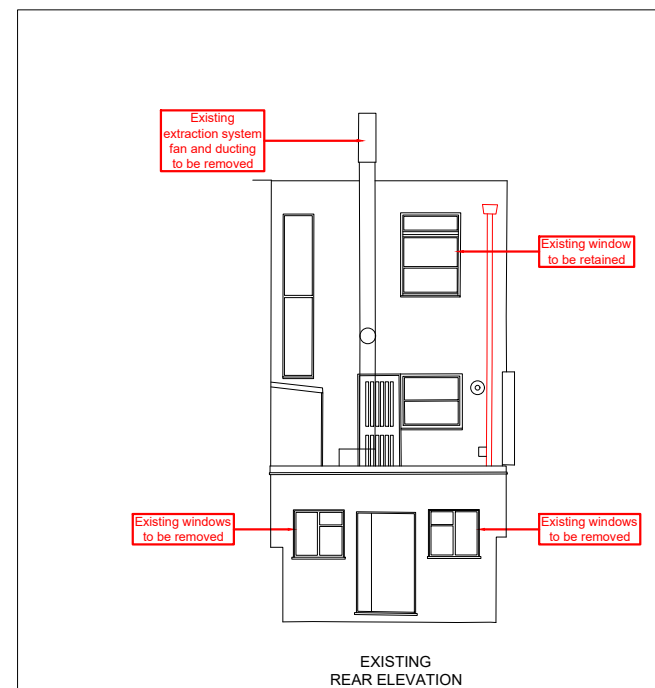 Existing
extraction system
fan and ducting
to be removed
Existing window
to be retained
Existing windows
to be removed
Existing windows
to be removed
EXISTING
REAR ELEVATION